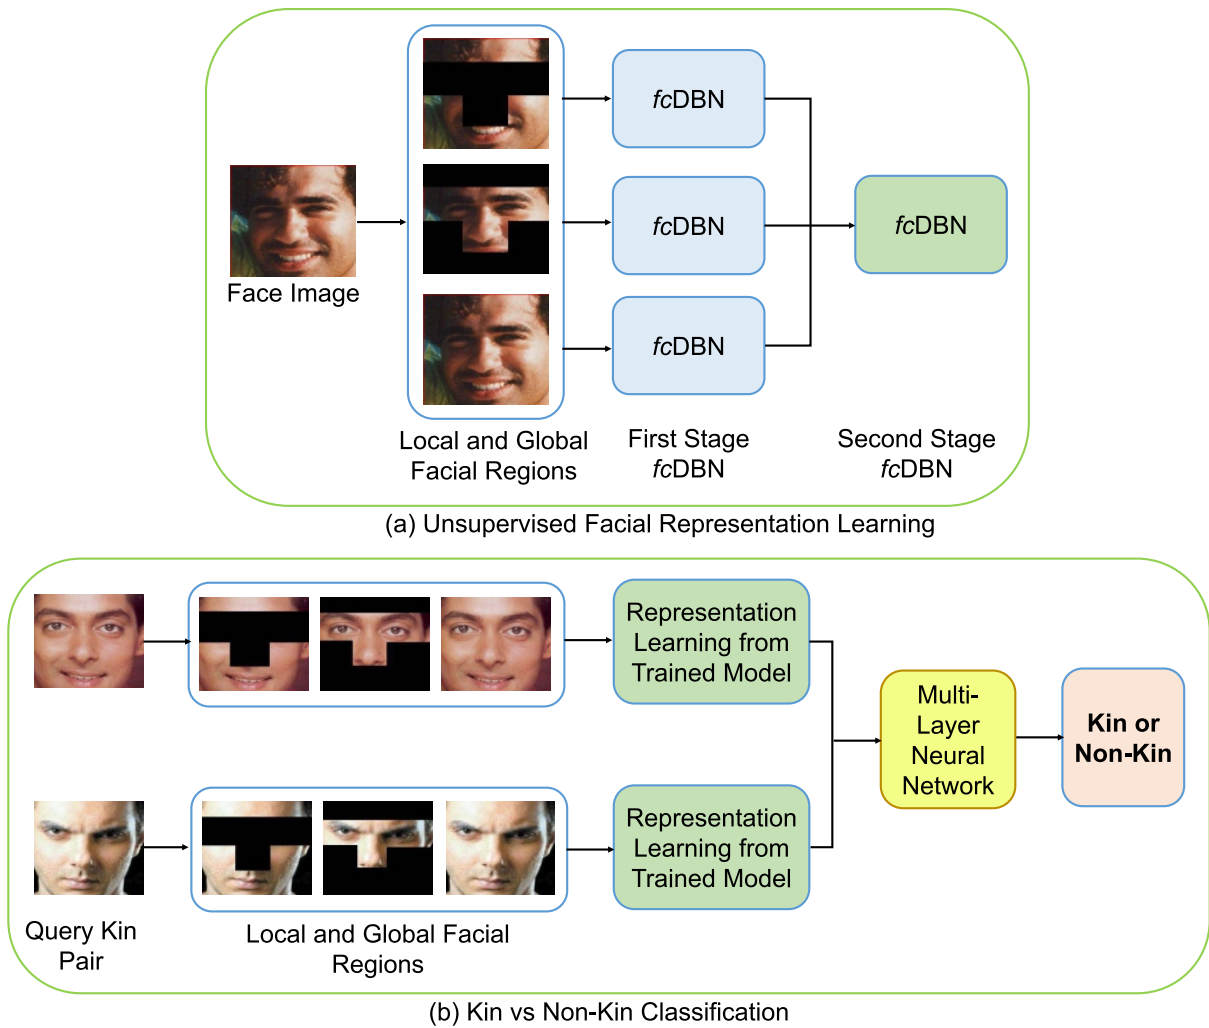 fcDBN
fcDBN
fcDBN
fcDBN
Face Image
Local and Global
Facial Regions
First Stage
fcDBN
Second Stage
fcDBN
(a) Unsupervised Facial Representation Learning
Representation
Learning from
Trained Model
Multi-
Layer
Neural
Network
Kin or
Non-Kin
Representation
Learning from
Trained Model
Query Kin
Pair
Local and Global Facial
Regions
(b) Kin vs Non-Kin Classification